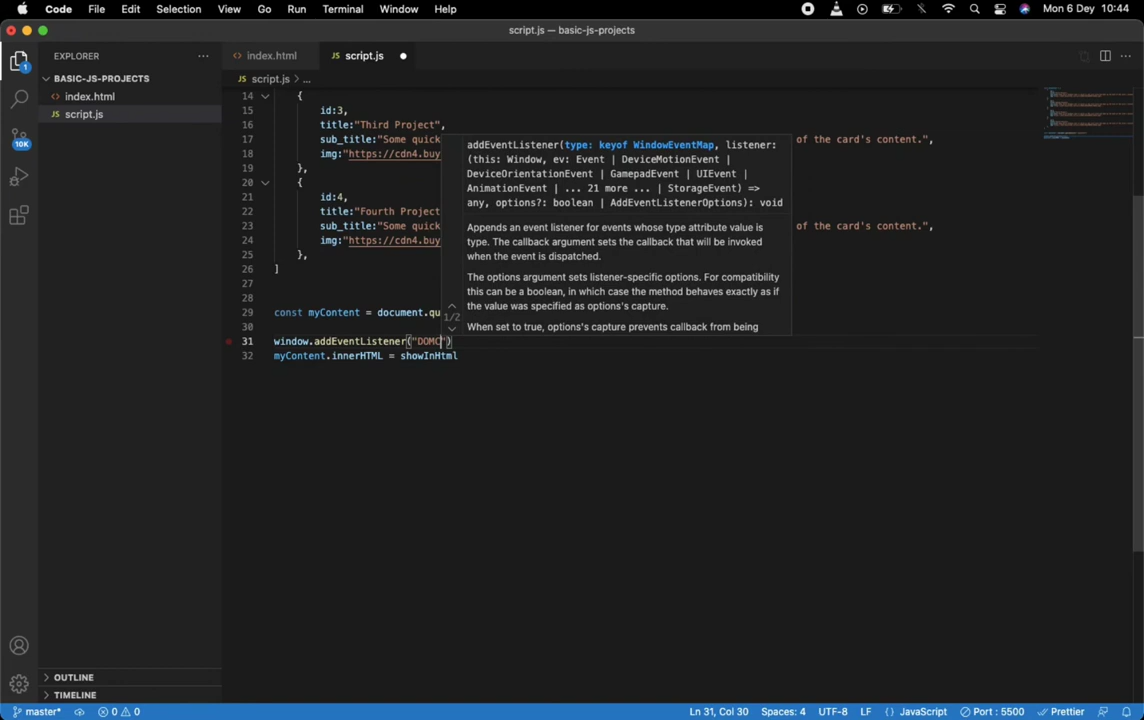 Code File Edit Selection View Go Run Terminal Window Help Mon 6 Dey 10:44
script.js — basic-js-projects
EXPLORER
BASIC-JS-PROJECTS
index.html
JS script.js
index.html
JS script.js
JS script.js > ...
14 {
15 id:3,
16 title:"Third Project",
17 sub_title:"Some quick of the card's content.",
18 img:"https://cdn4.buy
19 },
20 {
21 id:4,
22 title:"Fourth Project
23 sub_title:"Some quick of the card's content.",
24 img:"https://cdn4.buy
25 },
26 ]
27
28
29 const myContent = document.qu
30
31 window.addEventListener("DOMC")
32 myContent.innerHTML = showInHtml
addEventListener(type: keyof WindowEventMap, listener:
(this: Window, ev: Event | DeviceMotionEvent |
DeviceOrientationEvent | GamepadEvent | UIEvent |
AnimationEvent | ... 21 more ... | StorageEvent) =>
any, options?: boolean | AddEventListenerOptions): void
Appends an event listener for events whose type attribute value is
type. The callback argument sets the callback that will be invoked
when the event is dispatched.
The options argument sets listener-specific options. For compatibility
this can be a boolean, in which case the method behaves exactly as if
the value was specified as options's capture.
When set to true, options's capture prevents callback from being
1/2
1
10K
OUTLINE
TIMELINE
master* 0 0 Ln 31, Col 30 Spaces: 4 UTF-8 LF {} JavaScript Port : 5500 Prettier